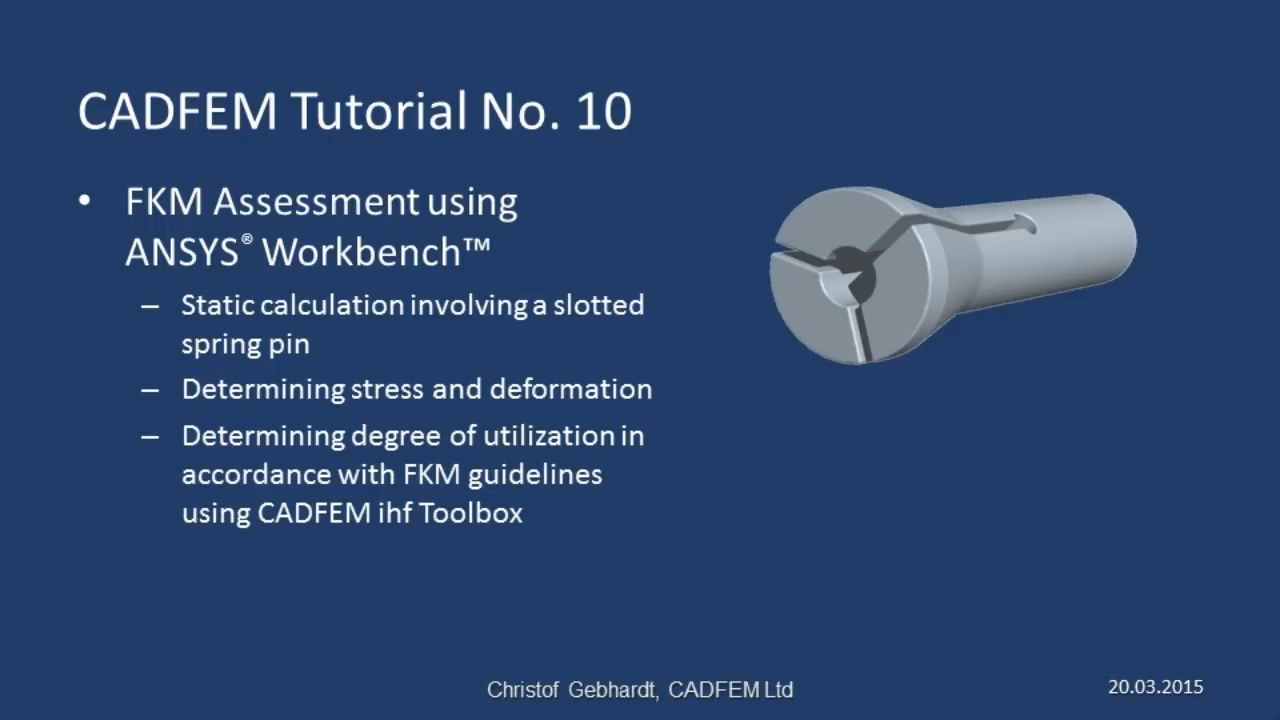 CADFEM Tutorial No. 10
• FKM Assessment using
ANSYS® Workbench™
– Static calculation involving a slotted
spring pin
– Determining stress and deformation
– Determining degree of utilization in
accordance with FKM guidelines
using CADFEM ihf Toolbox
Christof Gebhardt, CADFEM Ltd
20.03.2015